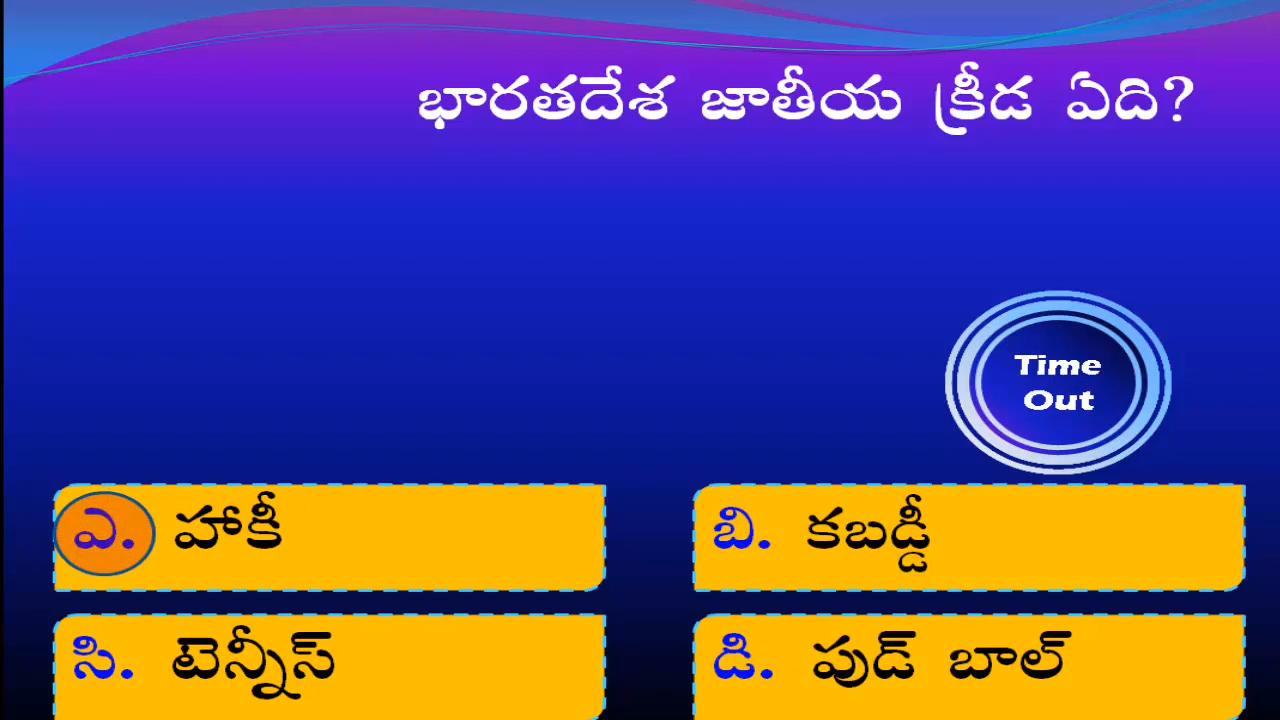 భారతదేశ జాతీయ క్రీడ ఏది?
Time
Out
ఎ. హాకీ
బి. కబడ్డీ
సి. టెన్నీస్
డి. పుడ్ బాల్